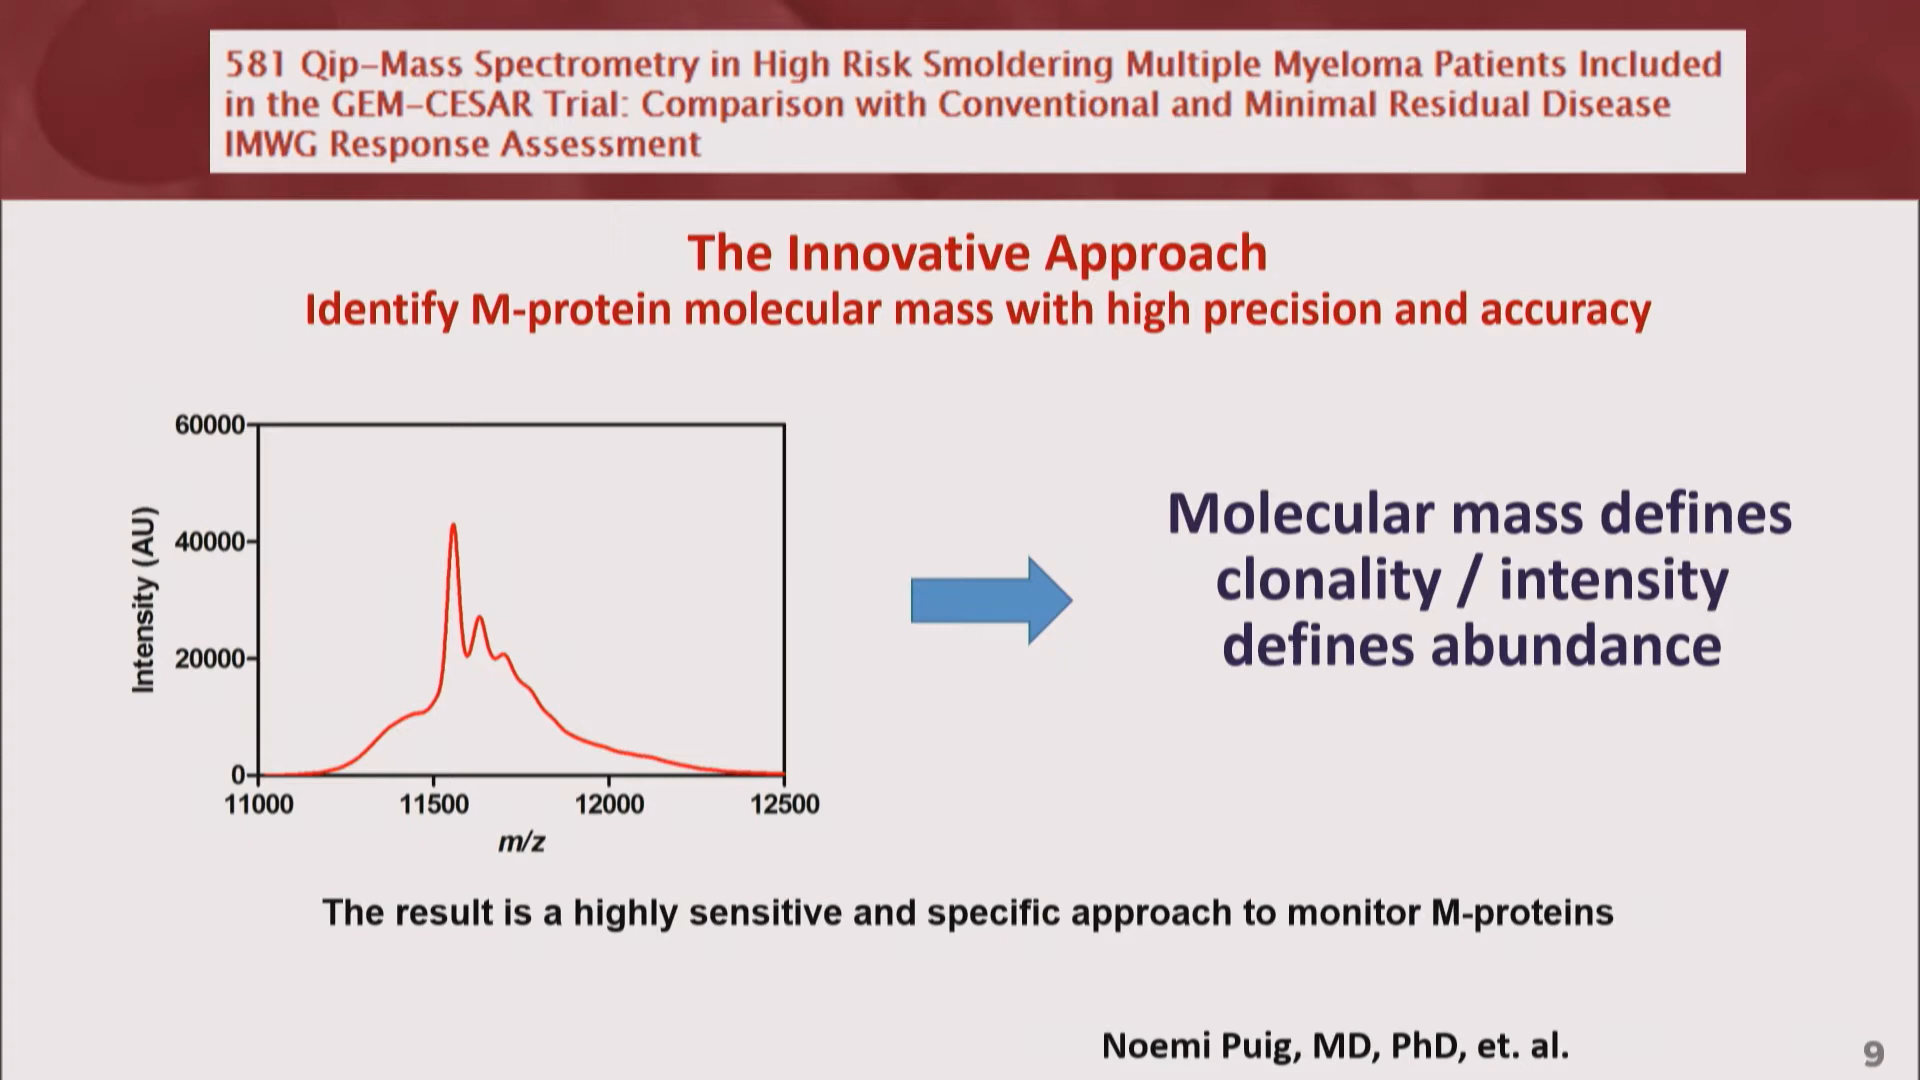 581 Qip-Mass Spectrometry in High Risk Smoldering Multiple Myeloma Patients Included
in the GEM-CESAR Trial: Comparison with Conventional and Minimal Residual Disease
IMWG Response Assessment
The Innovative Approach
Identify M-protein molecular mass with high precision and accuracy
60000
40000
20000
0
Intensity (AU)
11000 11500 12000 12500
m/z
Molecular mass defines
clonality / intensity
defines abundance
The result is a highly sensitive and specific approach to monitor M-proteins
Noemi Puig, MD, PhD, et. al.
9